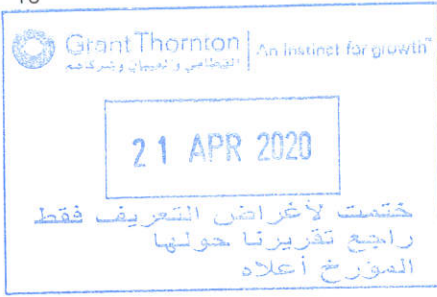 Grant Thornton
القطامي والعيبان وشركاهم
An instinct for growth™
21 APR 2020
ختمت لأغراض التعريف فقط
راجع تقريرنا حولها
المؤرخ أعلاه